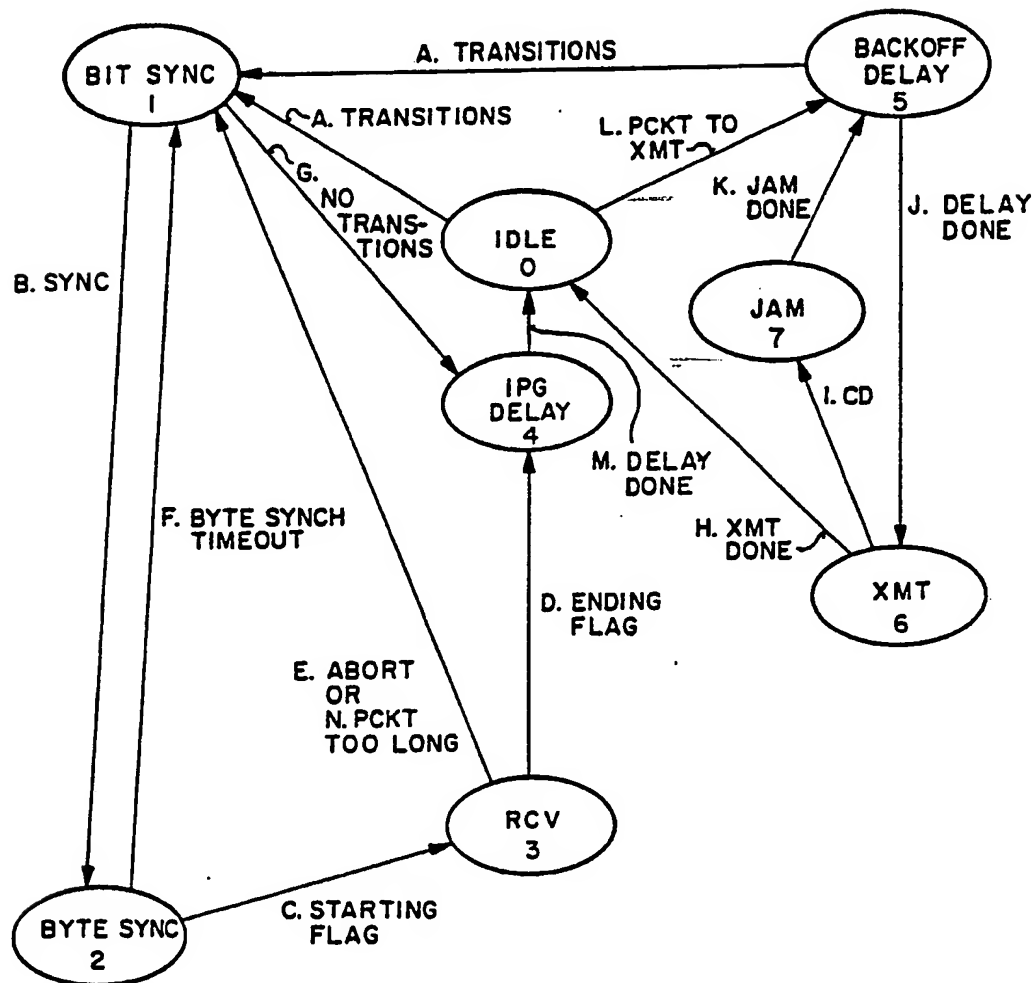 A. TRANSITIONS
BIT SYNC
1
BACKOFF
DELAY
5
A. TRANSITIONS
L. PCKT TO
XMT
G.
NO
TRANS-
TIONS
K. JAM
DONE
J. DELAY
DONE
IDLE
0
B. SYNC
JAM
7
IPG
DELAY
4
I. CD
M. DELAY
DONE
F. BYTE SYNCH
TIMEOUT
H. XMT
DONE
XMT
6
D. ENDING
FLAG
E. ABORT
OR
N. PCKT
TOO LONG
RCV
3
C. STARTING
FLAG
BYTE SYNC
2